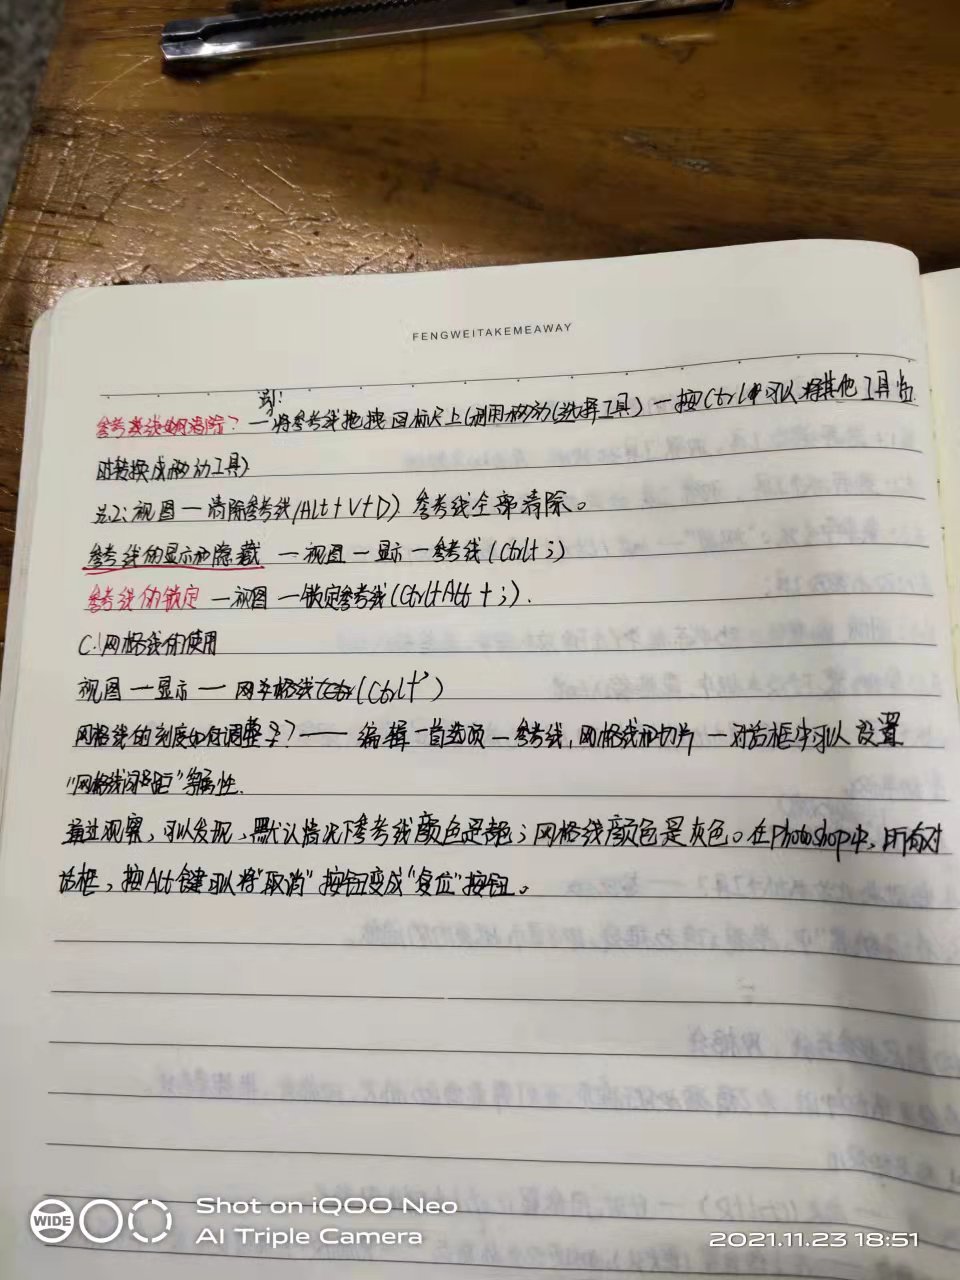 FENGWEITAKEMEAWAY
法1:
参考线如何消除? 一将参考线拖拽回标尺上(利用移动(选择工具) 一按Ctrl中可以将其他工具临
时转换成移动工具)
法2:视图一清除参考线(Alt+V+D) 参考线全部清除。
参考线的显示和隐藏 一视图一显示一参考线(Ctrl+;)
参考线的锁定 一视图一锁定参考线(Ctrl+Alt+;).
C.网格线的使用
视图一显示一网格线(Ctrl+")
网格线的刻度如何调整?——编辑一首选项一参考线,网格线和切片一对话框中可以设置
"网格线间距"等属性.
通过观察,可以发现,默认情况下参考线颜色是青色;网格线颜色是灰色。在Photoshop中,所有对
话框,按Alt键可以将"取消"按钮变成"复位"按钮。
WIDE
Shot on iQOO Neo
AI Triple Camera
2021.11.23 18:51